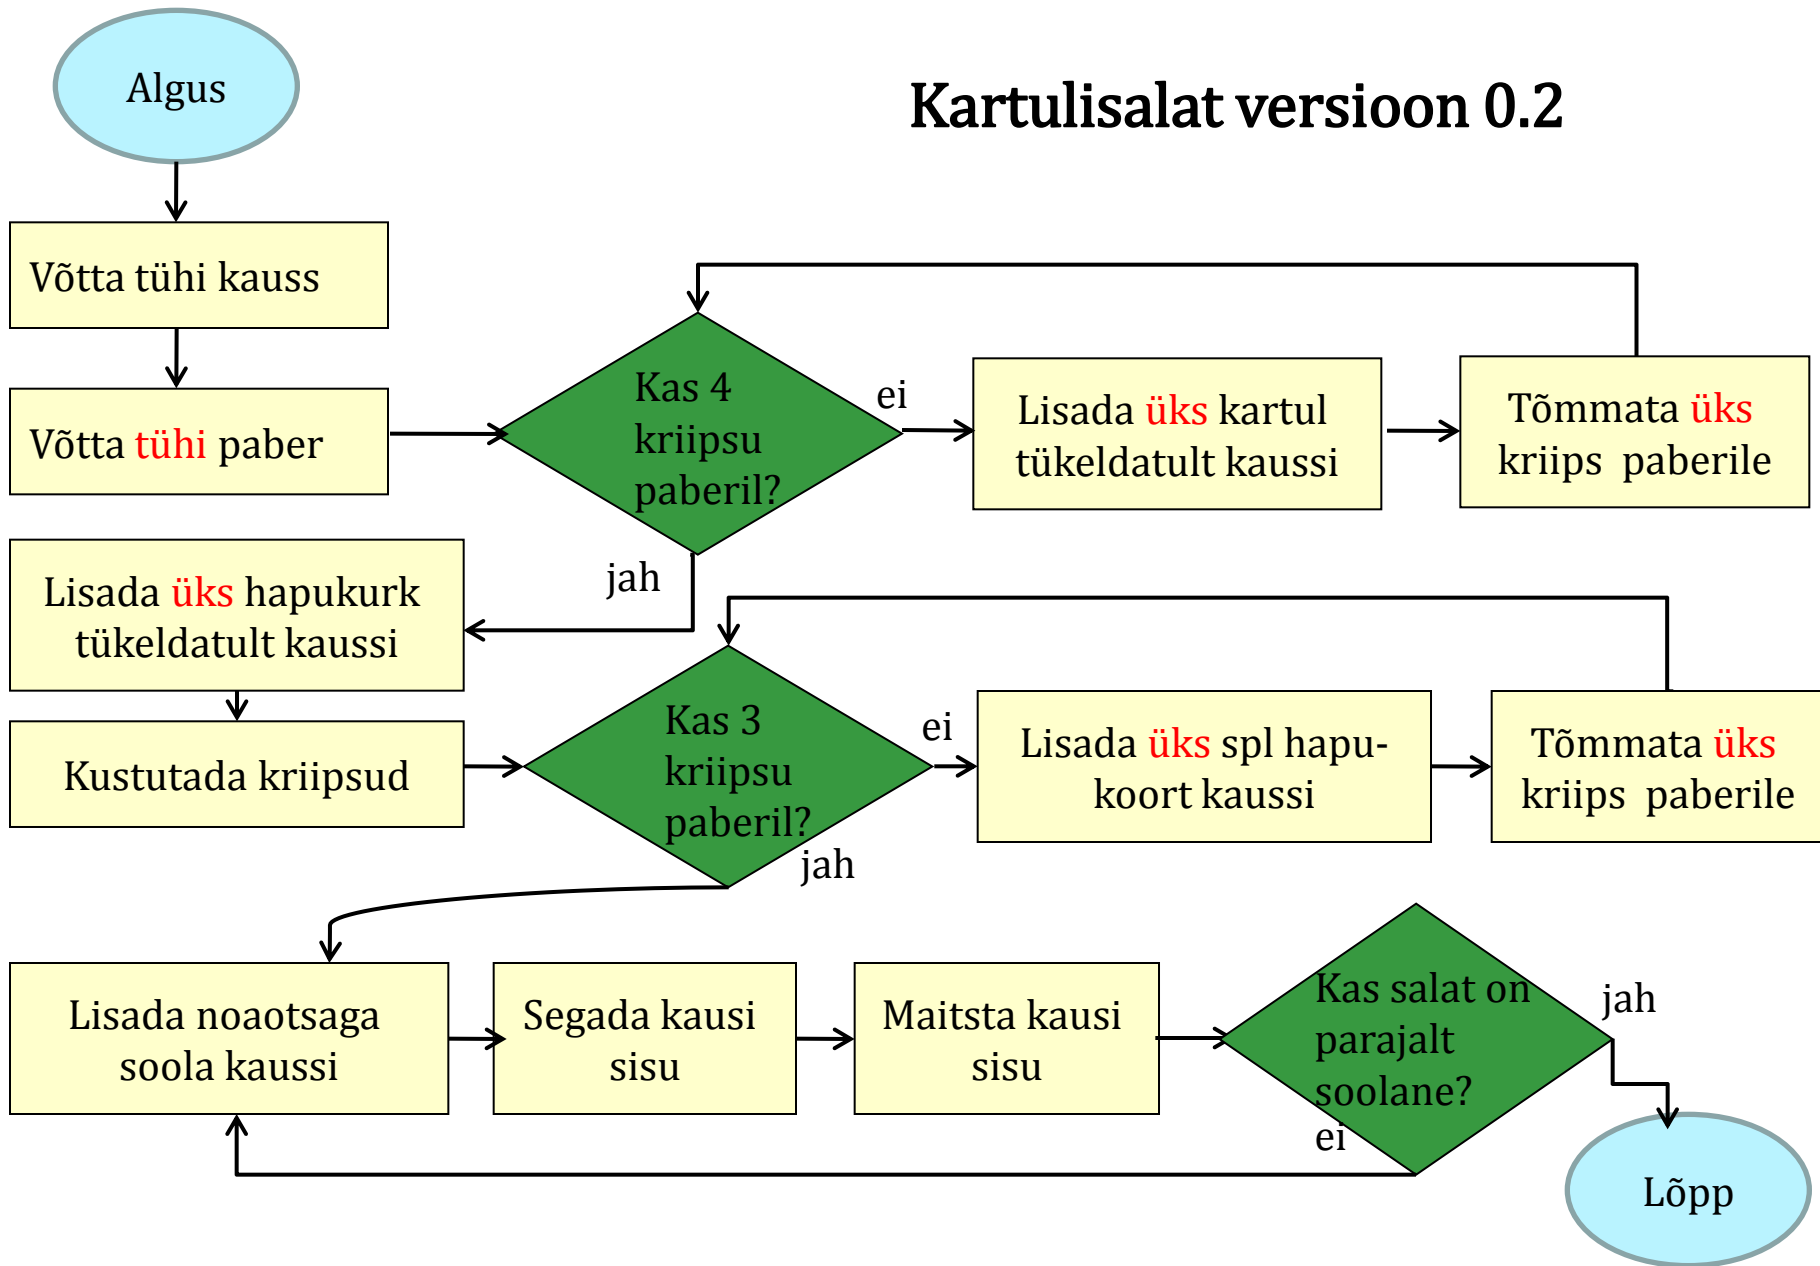 Algus
Kartulisalat versioon 0.2
Võtta tühi kauss
Võtta tühi paber
Kas 4
kriipsu
paberil?
ei
Lisada üks kartul
tükeldatult kaussi
Tõmmata üks
kriips paberile
jah
Lisada üks hapukurk
tükeldatult kaussi
Kustutada kriipsud
Kas 3
kriipsu
paberil?
ei
Lisada üks spl hapu-
koort kaussi
Tõmmata üks
kriips paberile
jah
Lisada noaotsaga
soola kaussi
Segada kausi
sisu
Maitsta kausi
sisu
Kas salat on
parajalt
soolane?
jah
ei
Lõpp